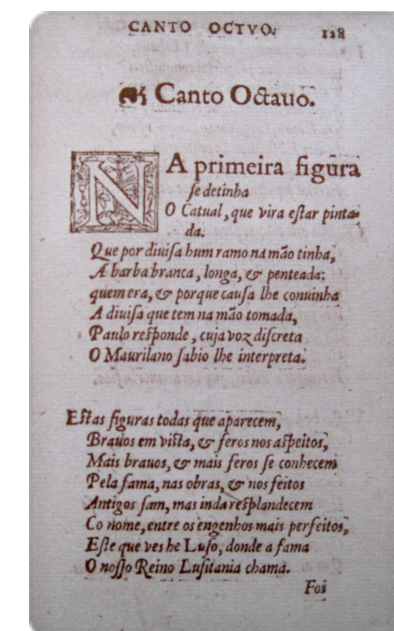 CANTO OCTVO.
128
Canto Octauo.
NA primeira figura
se detinha
O Catual, que vira estar pinta-
da.
Que por diuisa hum ramo na mão tinha,
A barba branca, longa, & penteada:
quem era, & porque causa lhe conuinha
A diuisa que tem na mão tomada,
Paulo responde, cuja voz discreta
O Maurilano sabio lhe interpreta.
Estas figuras todas que aparecem,
Brauos em vista, & feros nos aspeitos,
Mais brauos, & mais feros se conhecem
Pela fama, nas obras, & nos feitos
Antigos sam, mas inda resplandecem
Co nome, entre os engenhos mais perfeitos,
Este que ves he Luso, donde a fama
O nosso Reino Lusitania chama.
Foi